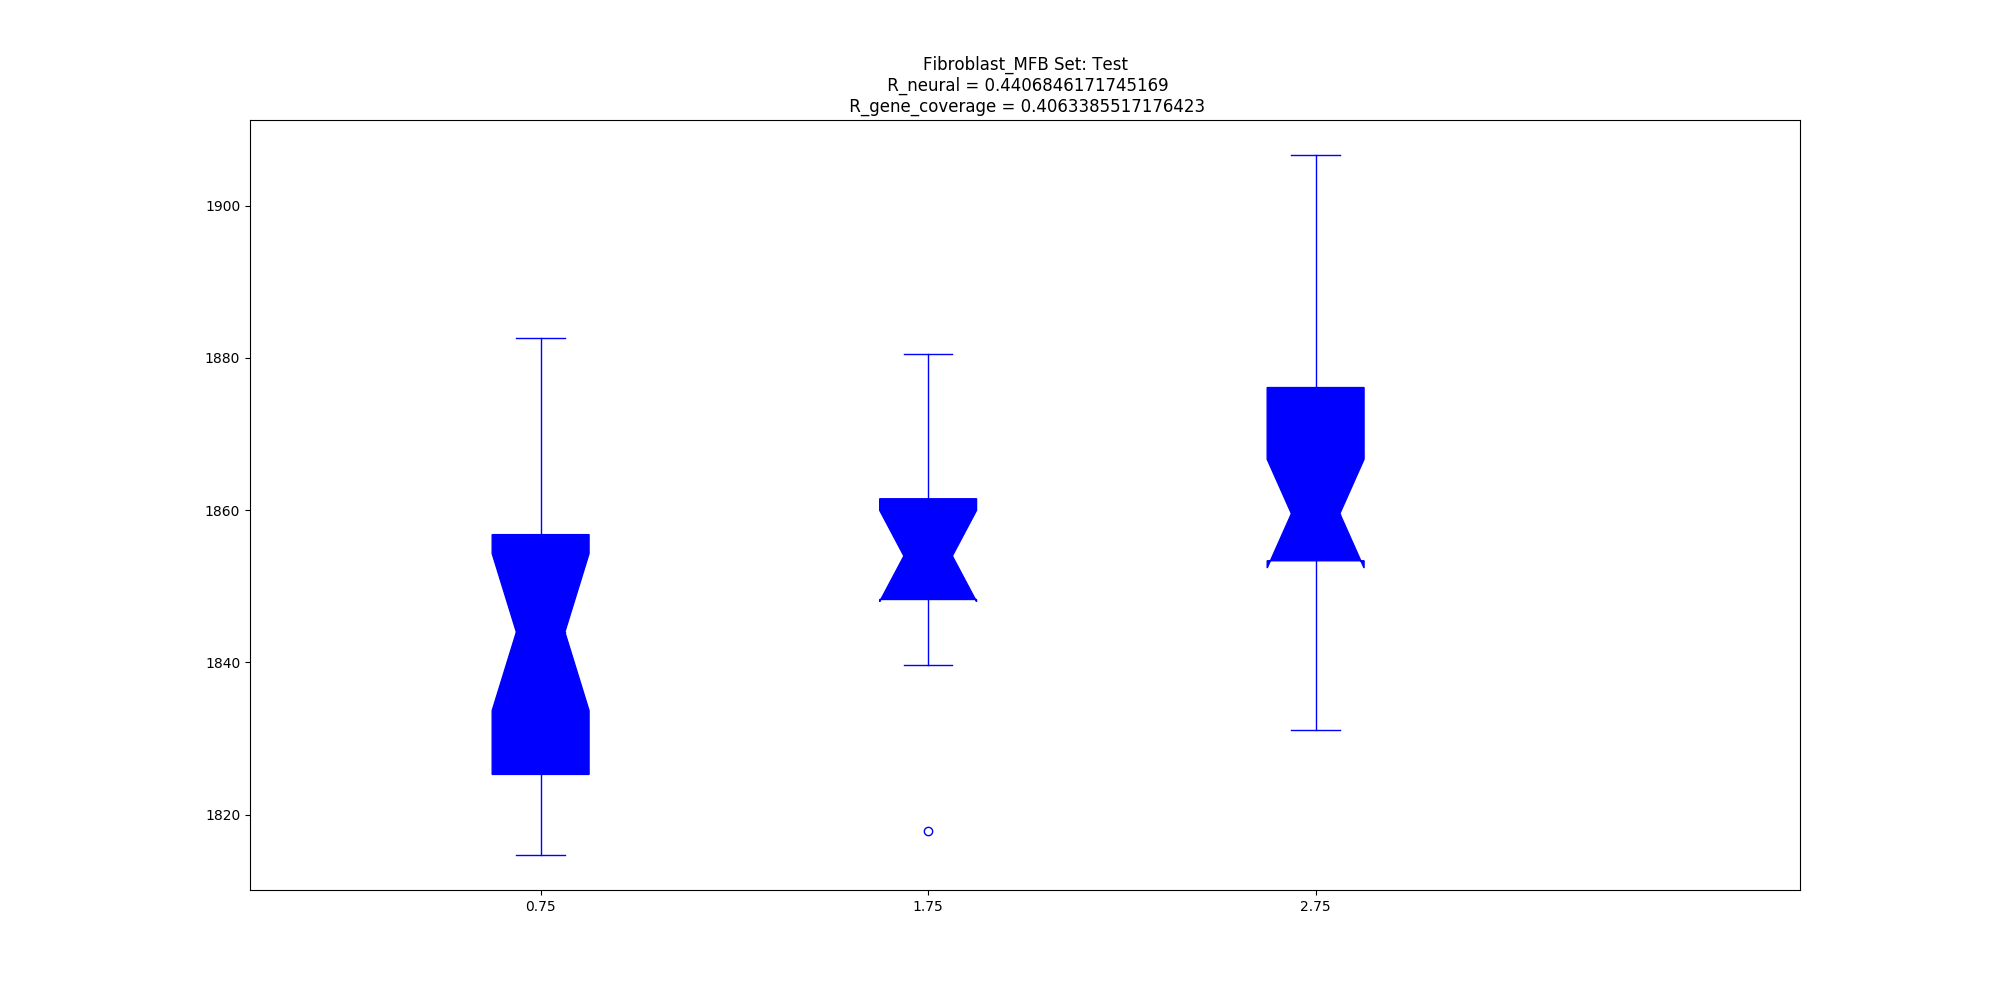 Fibroblast_MFB Set: Test
R_neural = 0.4406846171745169
R_gene_coverage = 0.4063385517176423
1900
1880
1860
1840
1820
0.75 1.75 2.75